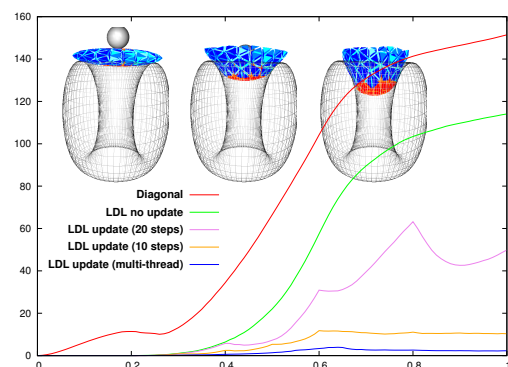 160
140
120
100
80
60
40
20
0
Diagonal
LDL no update
LDL update (20 steps)
LDL update (10 steps)
LDL update (multi-thread)
0 0.2 0.4 0.6 0.8 1